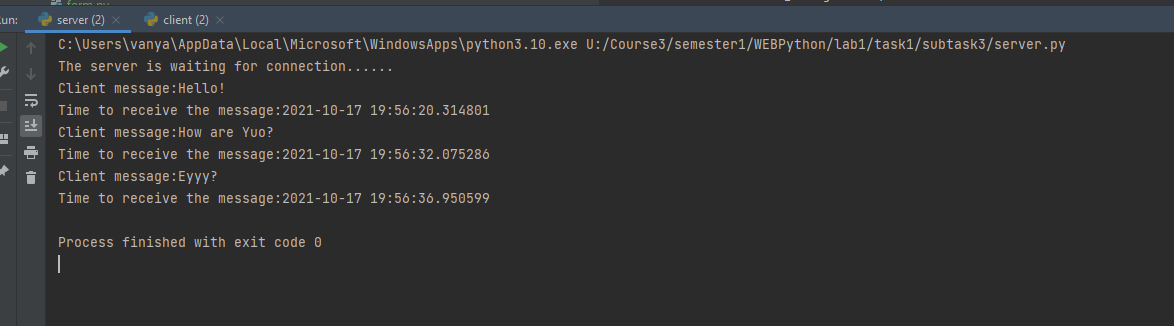 form.py
Run: server (2) × client (2) ×
C:\Users\vanya\AppData\Local\Microsoft\WindowsApps\python3.10.exe U:/Course3/semester1/WEBPython/lab1/task1/subtask3/server.py
The server is waiting for connection......
Client message:Hello!
Time to receive the message:2021-10-17 19:56:20.314801
Client message:How are Yuo?
Time to receive the message:2021-10-17 19:56:32.075286
Client message:Eyyy?
Time to receive the message:2021-10-17 19:56:36.950599
Process finished with exit code 0